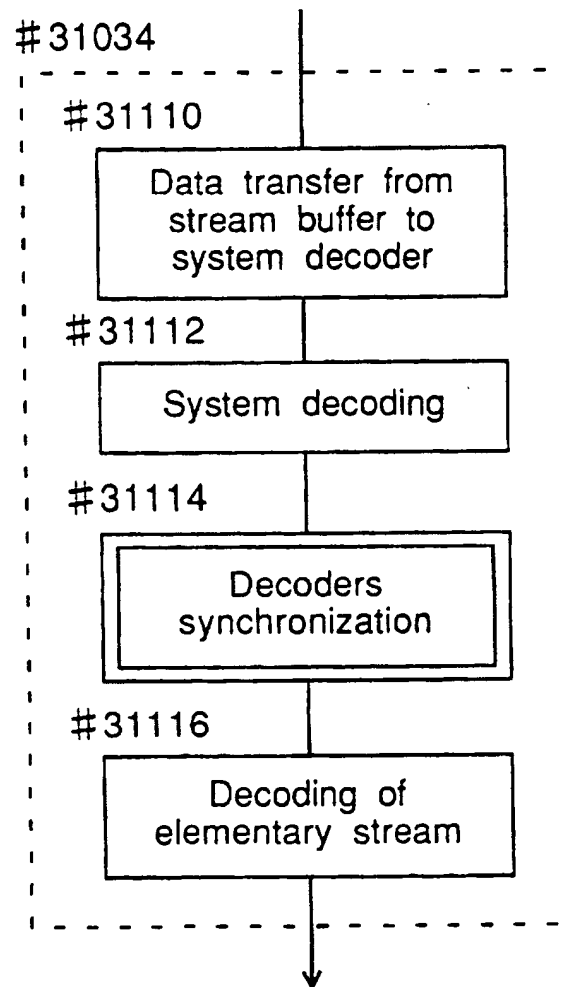 #31034
#31110
Data transfer from
stream buffer to
system decoder
#31112
System decoding
#31114
Decoders
synchronization
#31116
Decoding of
elementary stream